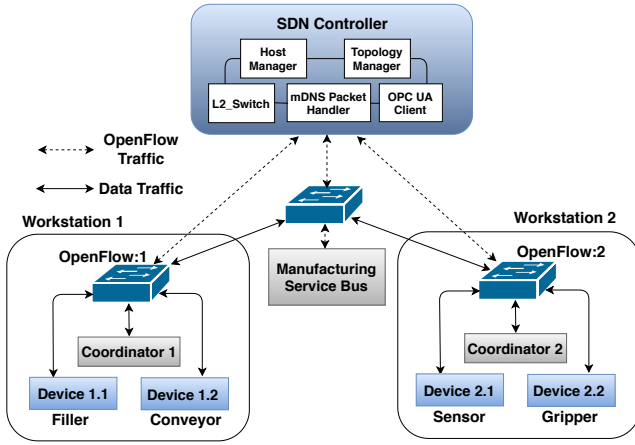 SDN Controller
Host
Manager
Topology
Manager
L2_Switch
mDNS Packet
Handler
OPC UA
Client
OpenFlow
Traffic
Data Traffic
Workstation 1
Workstation 2
OpenFlow:1
OpenFlow:2
Manufacturing
Service Bus
Coordinator 1
Coordinator 2
Device 1.1
Device 1.2
Device 2.1
Device 2.2
Filler
Conveyor
Sensor
Gripper